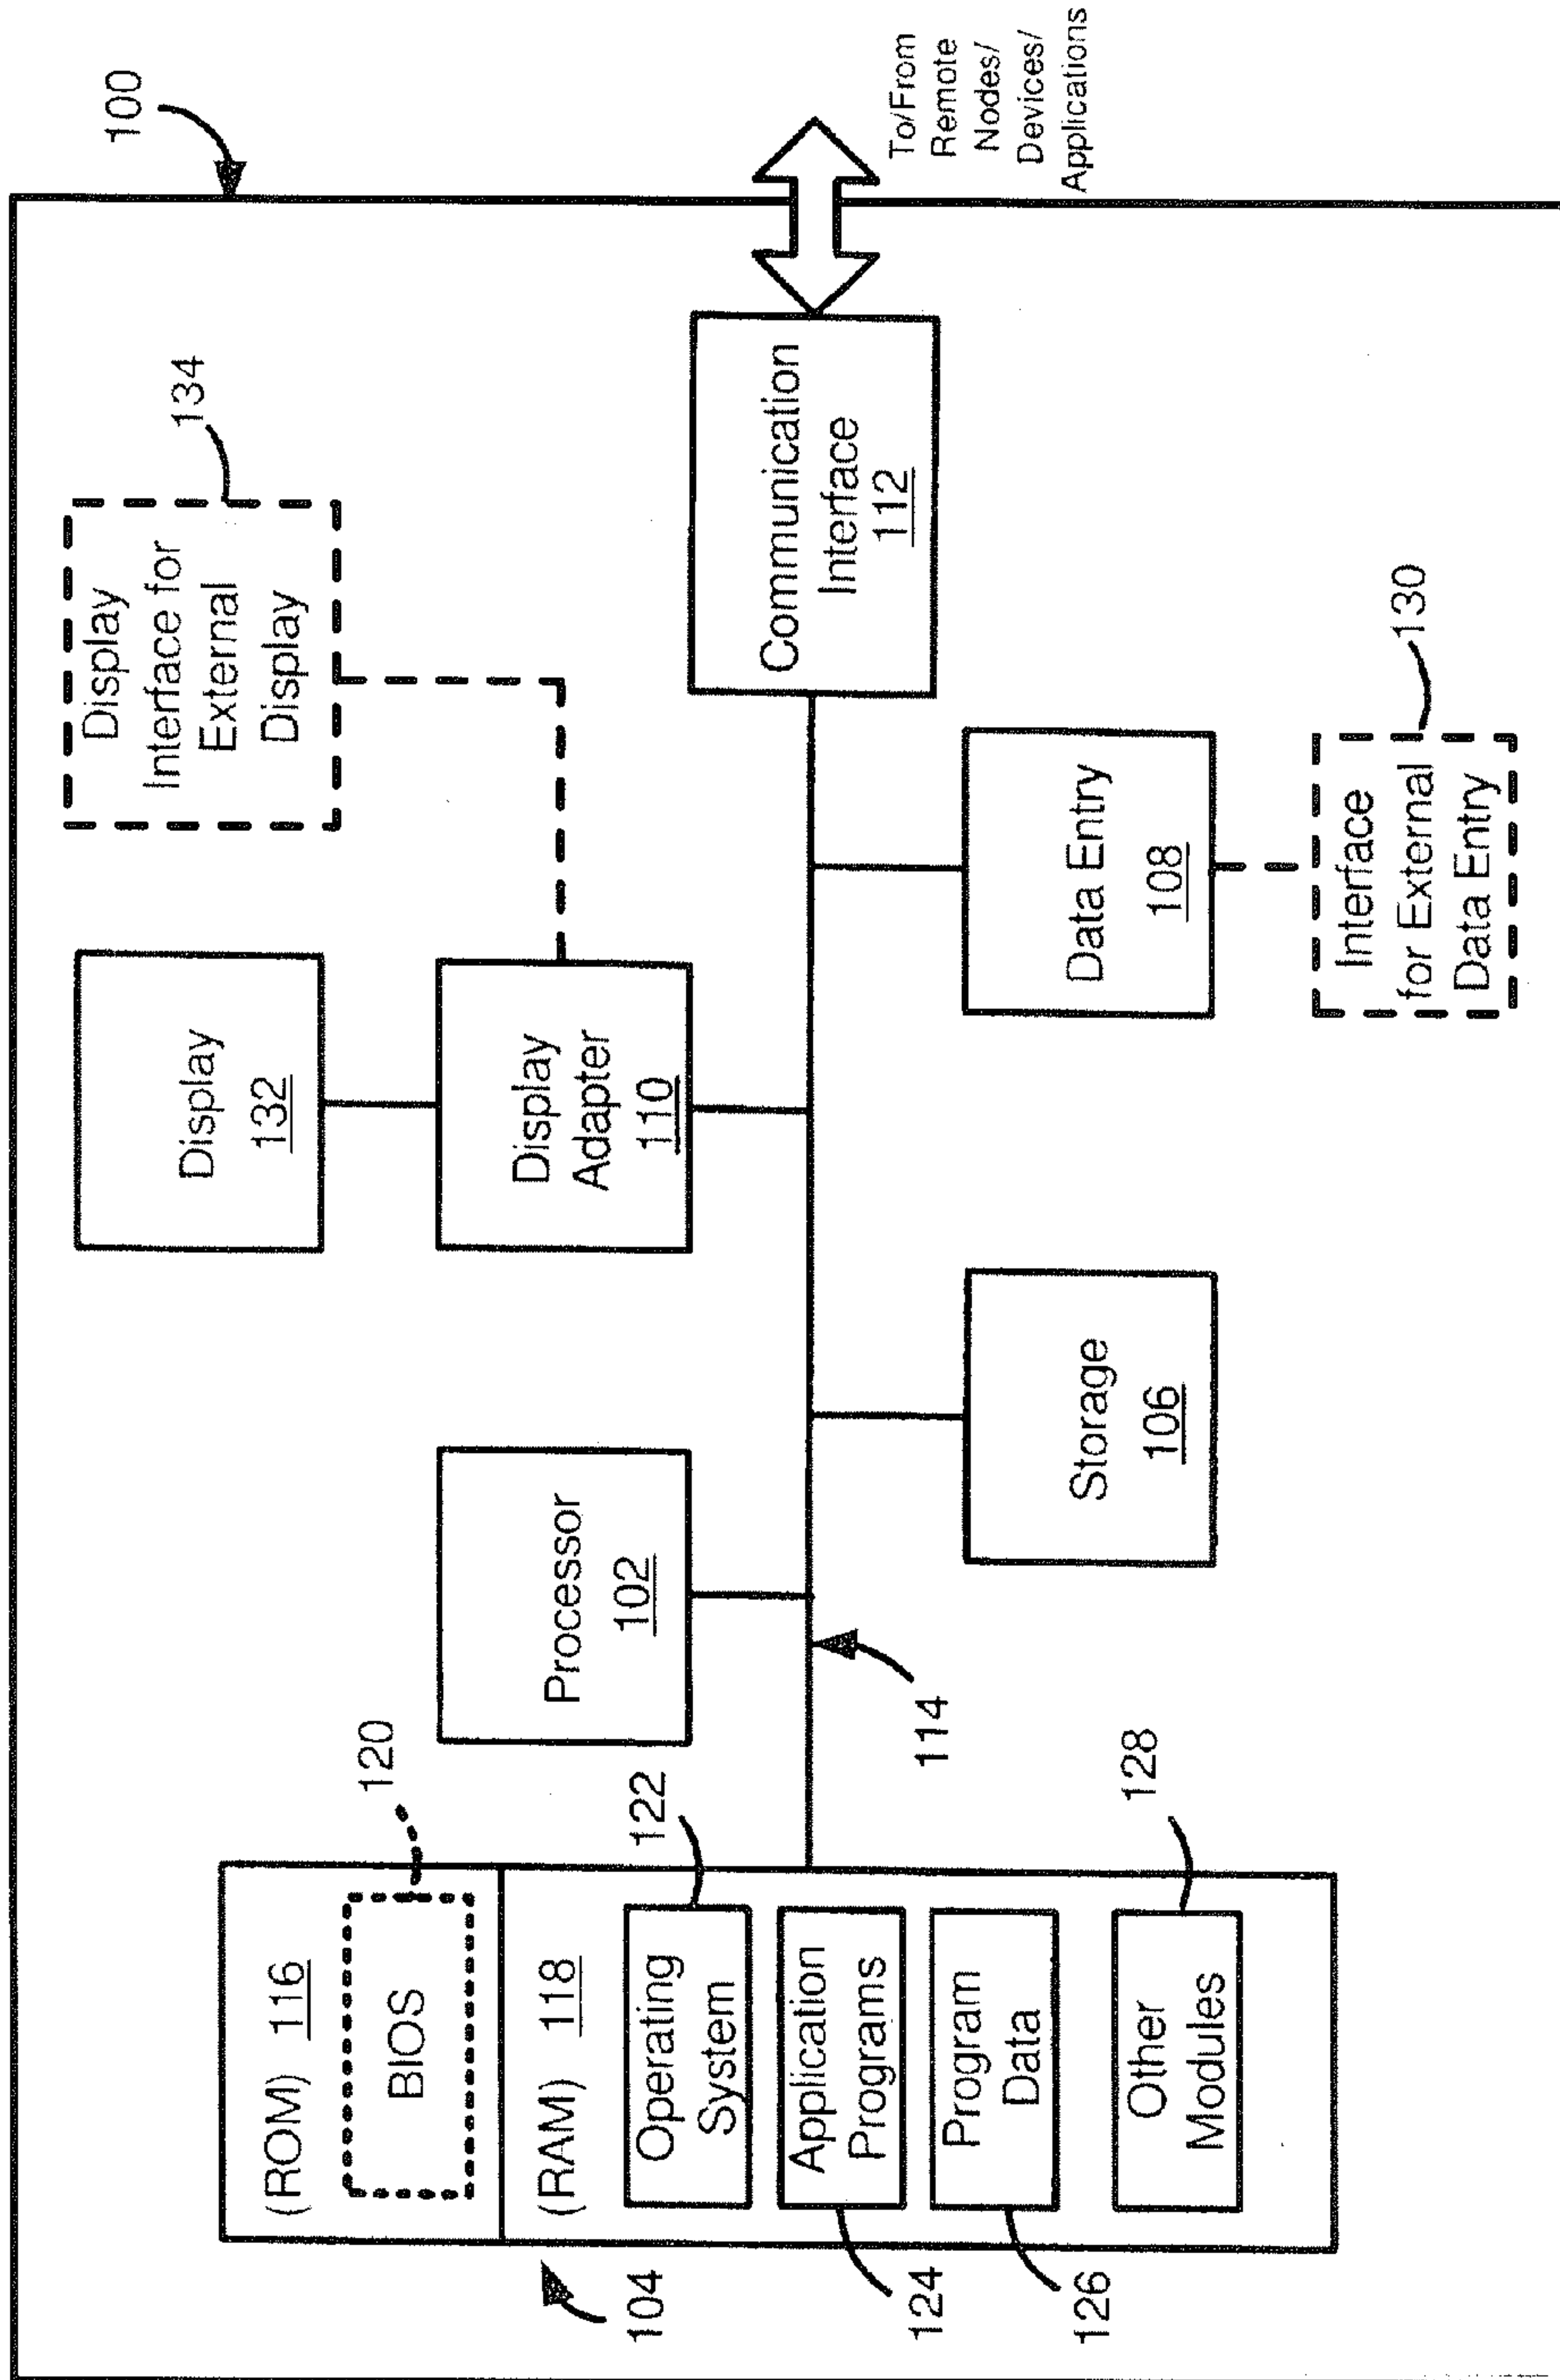 100
(ROM) 116
BIOS
120
(RAM) 118
Operating
System
122
Application
Programs
124
Program
Data
126
Other
Modules
128
104
Processor
102
114
Storage
106
Display
132
Display
Adapter
110
Display
Interface for
External
Display
134
Communication
Interface
112
To/From
Remote
Nodes/
Devices/
Applications
Data Entry
108
Interface
for External
Data Entry
130